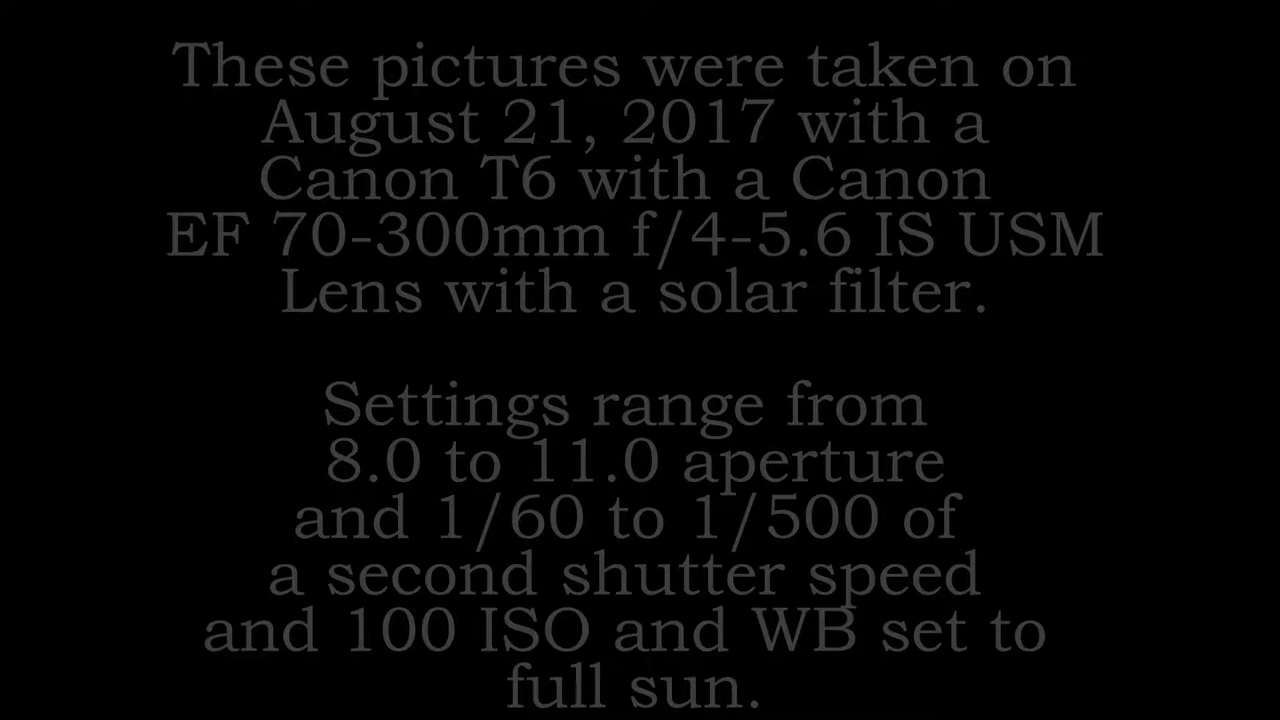 These pictures were taken on
August 21, 2017 with a
Canon T6 with a Canon
EF 70-300mm f/4-5.6 IS USM
Lens with a solar filter.
Settings range from
8.0 to 11.0 aperture
and 1/60 to 1/500 of
a second shutter speed
and 100 ISO and WB set to
full sun.